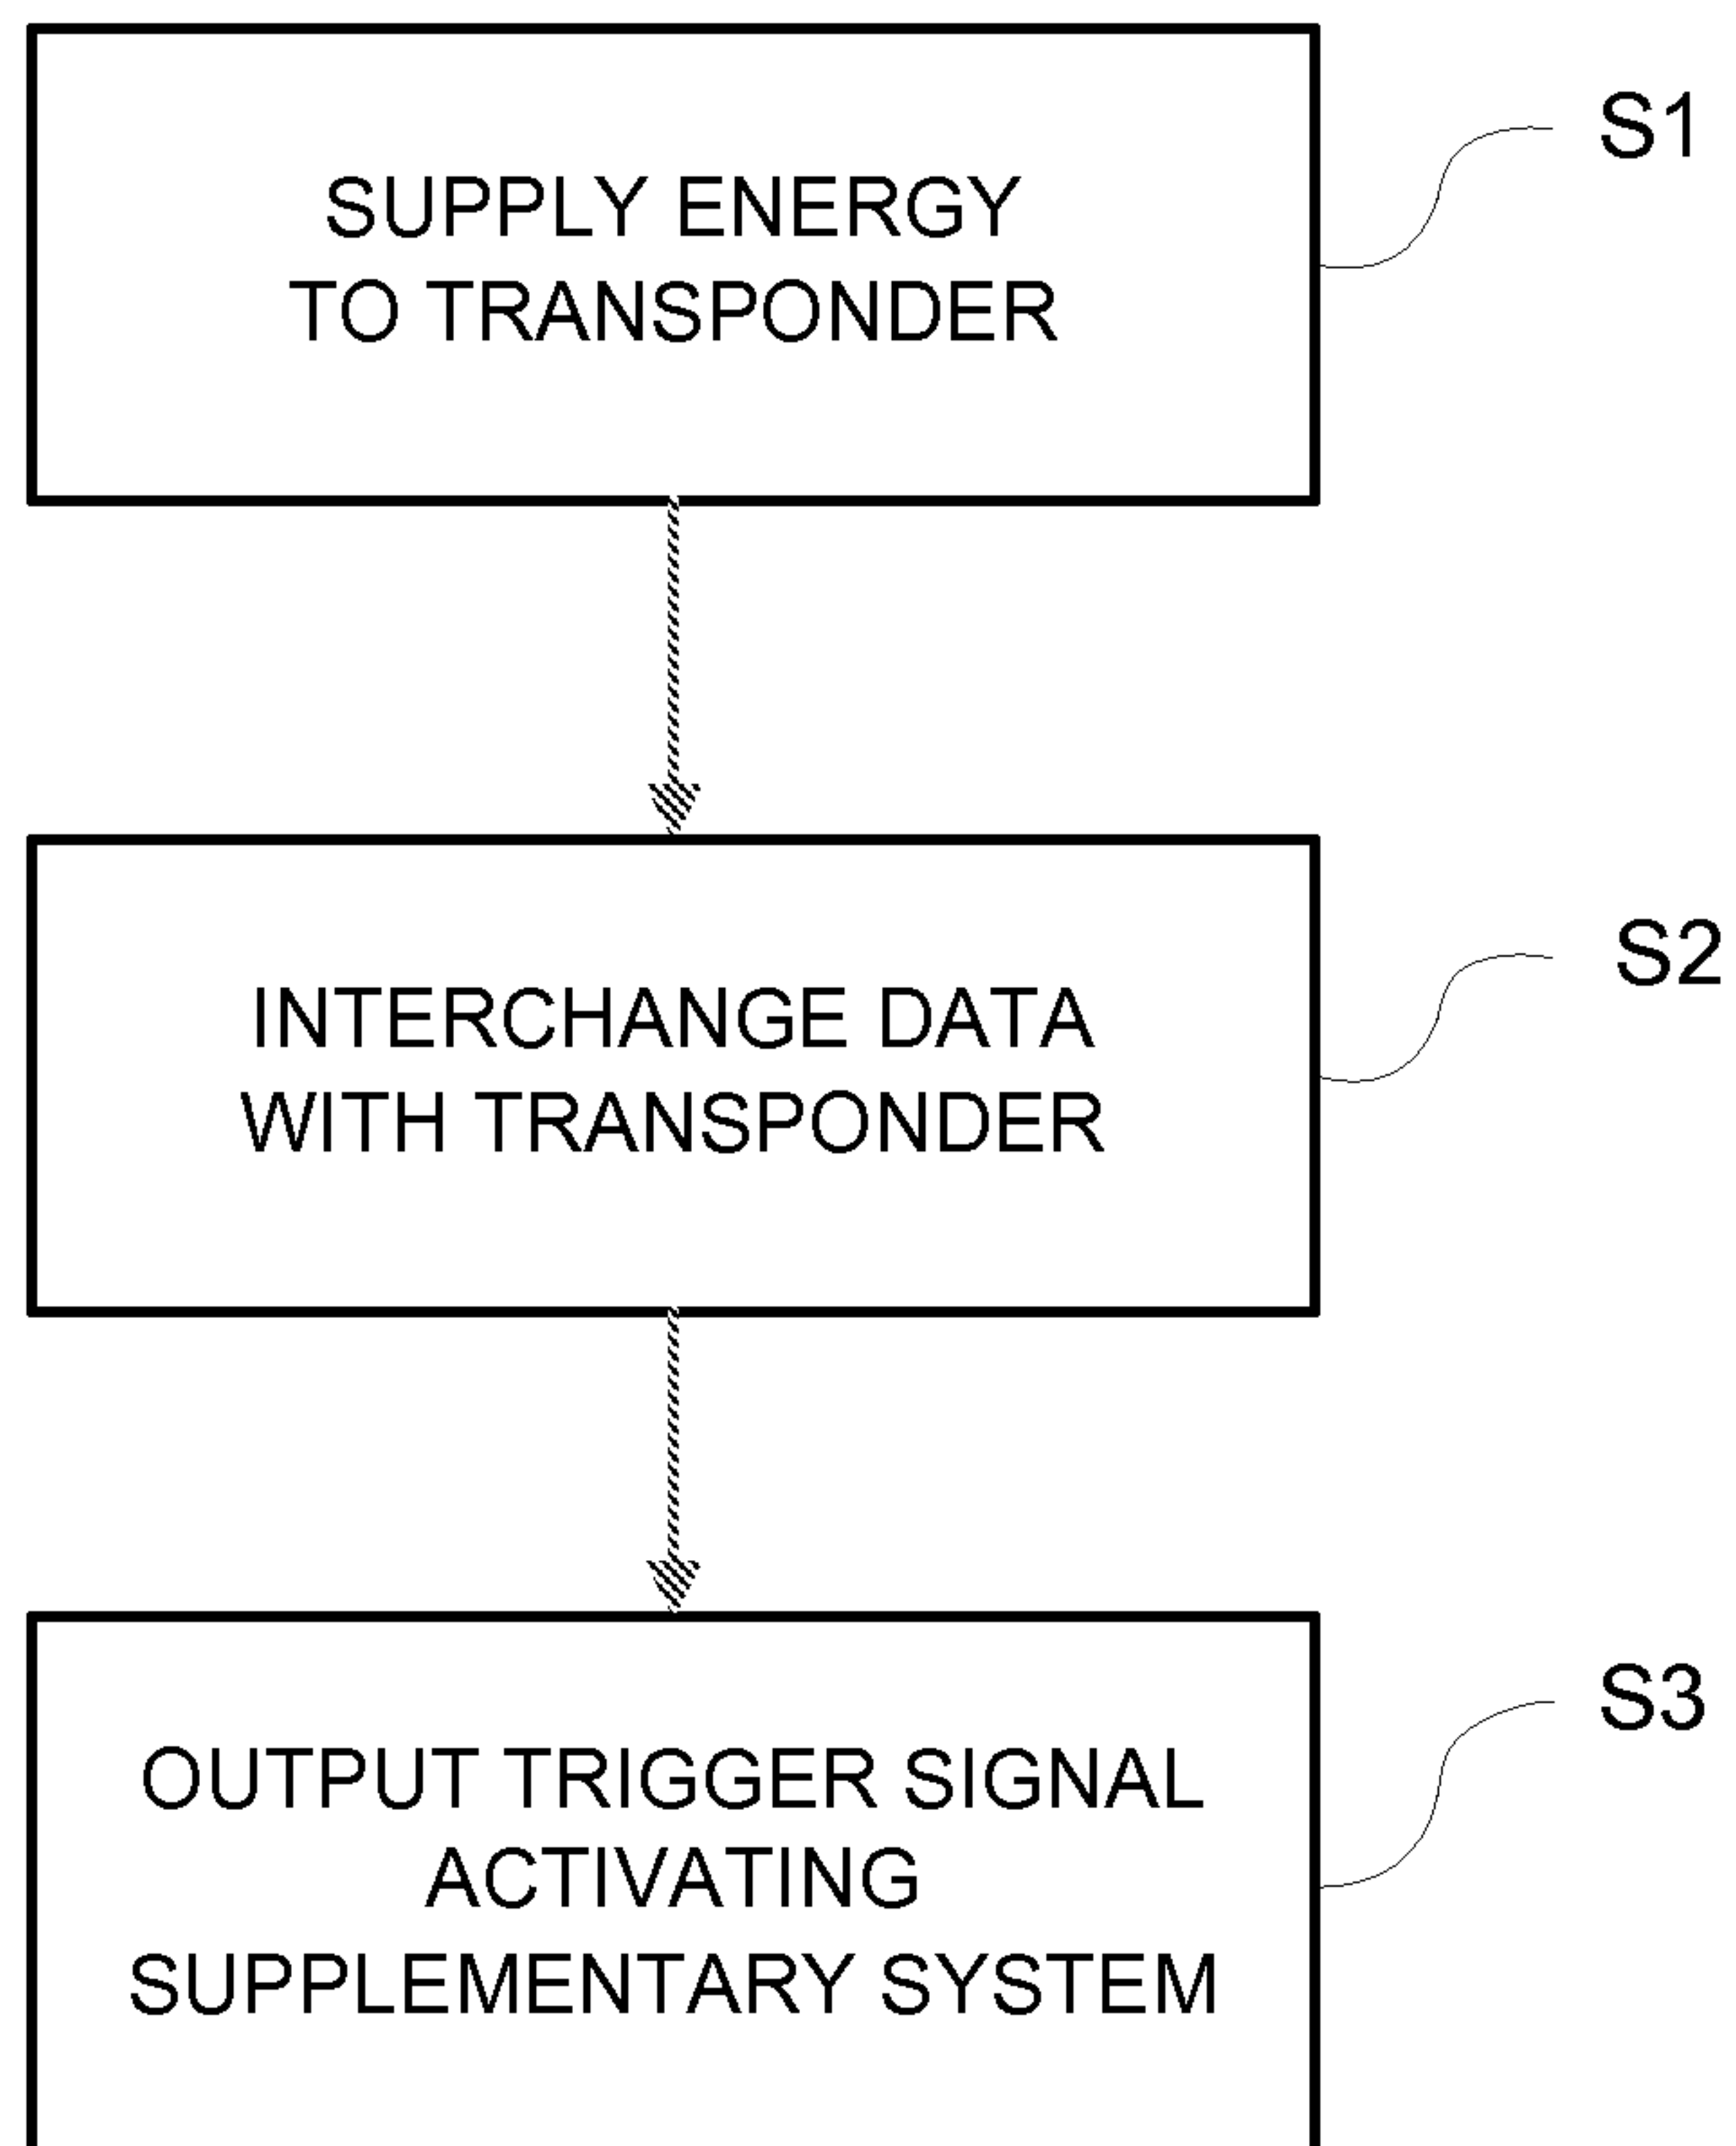 S1
SUPPLY ENERGY
TO TRANSPONDER
S2
INTERCHANGE DATA
WITH TRANSPONDER
S3
OUTPUT TRIGGER SIGNAL
ACTIVATING
SUPPLEMENTARY SYSTEM